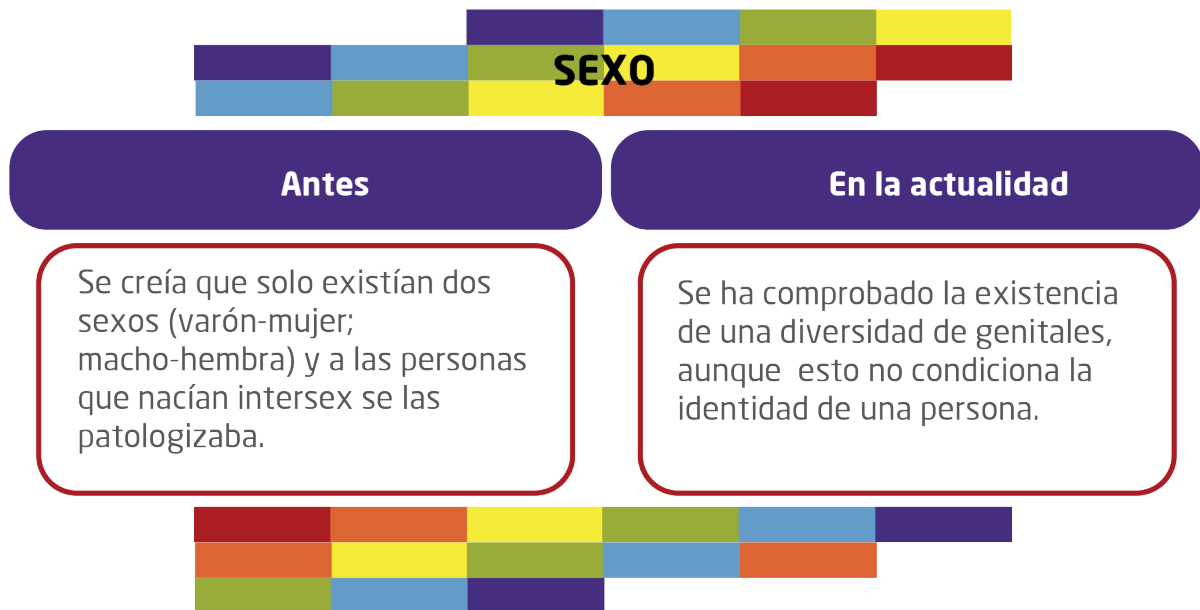 SEXO
Antes
En la actualidad
Se creía que solo existían dos
sexos (varón-mujer;
macho-hembra) y a las personas
que nacían intersex se las
patologizaba.
Se ha comprobado la existencia
de una diversidad de genitales,
aunque  esto no condiciona la
identidad de una persona.